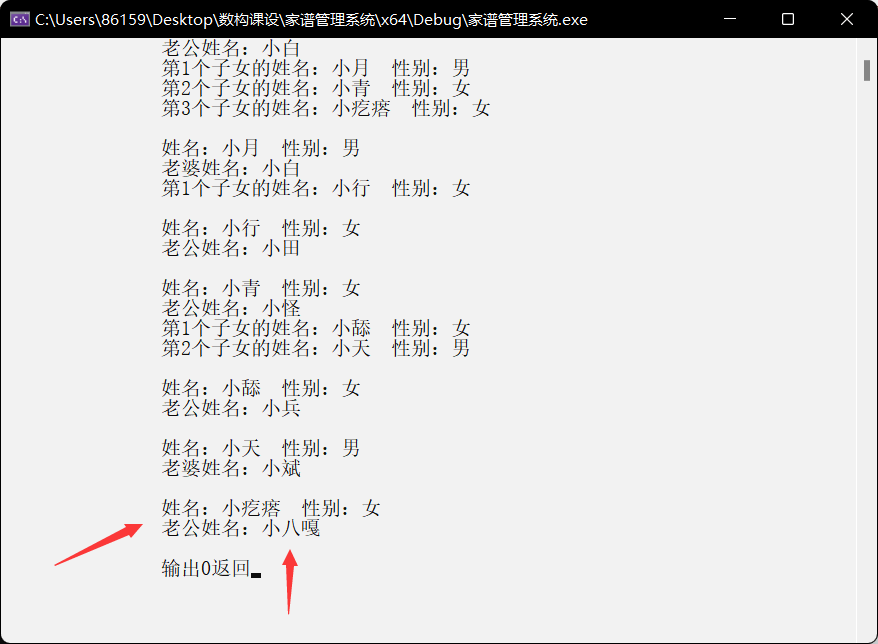 C:\Users\86159\Desktop\数构课设\家谱管理系统\x64\Debug\家谱管理系统.exe
老公姓名：小白
第1个子女的姓名：小月 性别：男
第2个子女的姓名：小青 性别：女
第3个子女的姓名：小疙瘩 性别：女
姓名：小月 性别：男
老婆姓名：小白
第1个子女的姓名：小行 性别：女
姓名：小行 性别：女
老公姓名：小田
姓名：小青 性别：女
老公姓名：小怪
第1个子女的姓名：小舔 性别：女
第2个子女的姓名：小天 性别：男
姓名：小舔 性别：女
老公姓名：小兵
姓名：小天 性别：男
老婆姓名：小斌
姓名：小疙瘩 性别：女
老公姓名：小八嘎
输出0返回